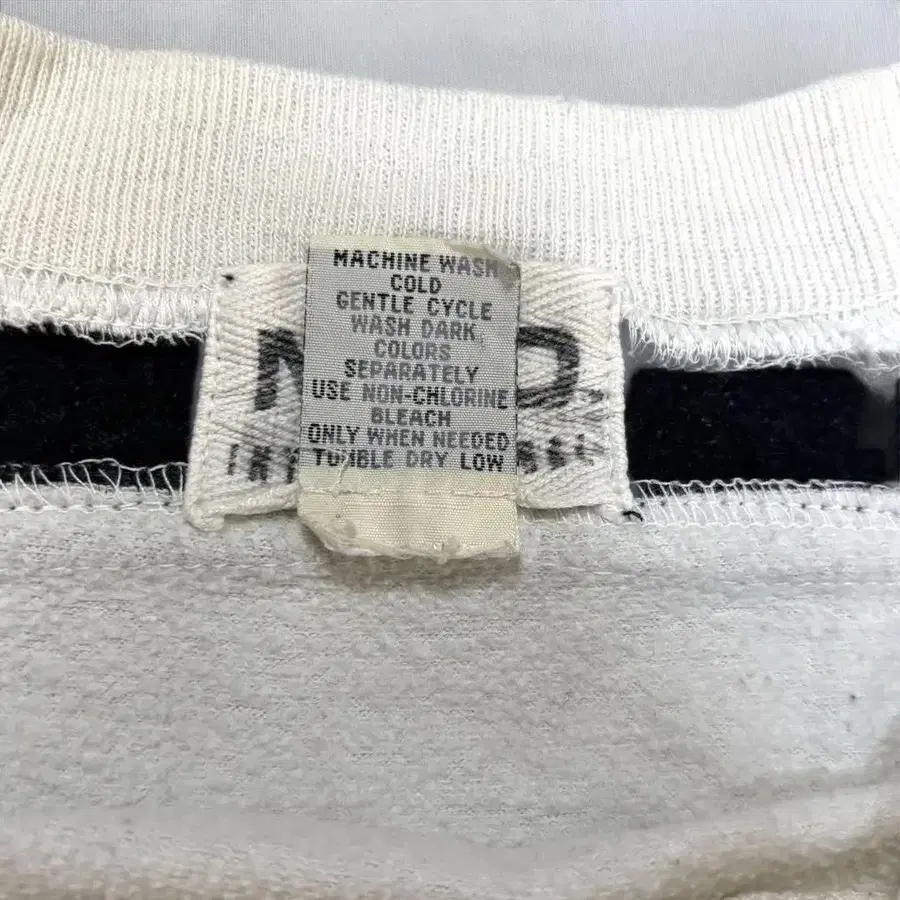 MACHINE WASH
COLD
GENTLE CYCLE
WASH DARK
COLORS
SEPARATELY
USE NON-CHLORINE
BLEACH
ONLY WHEN NEEDED
TUMBLE DRY LOW